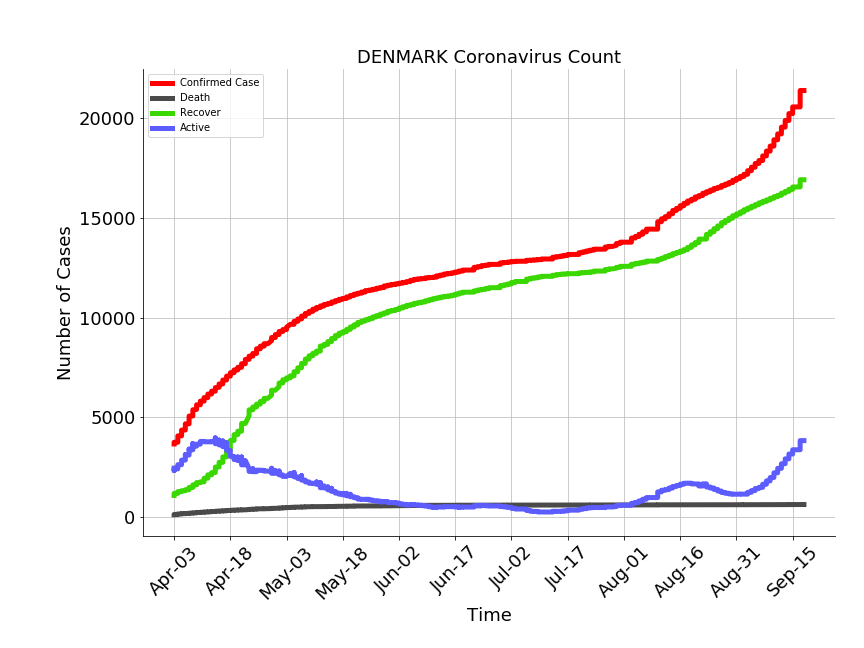 DENMARK Coronavirus Count
Confirmed Case
Death
Recover
Active
20000
15000
10000
5000
0
Number of Cases
Apr-03
Apr-18
May-03
May-18
Jun-02
Jun-17
Jul-02
Jul-17
Aug-01
Aug-16
Aug-31
Sep-15
Time